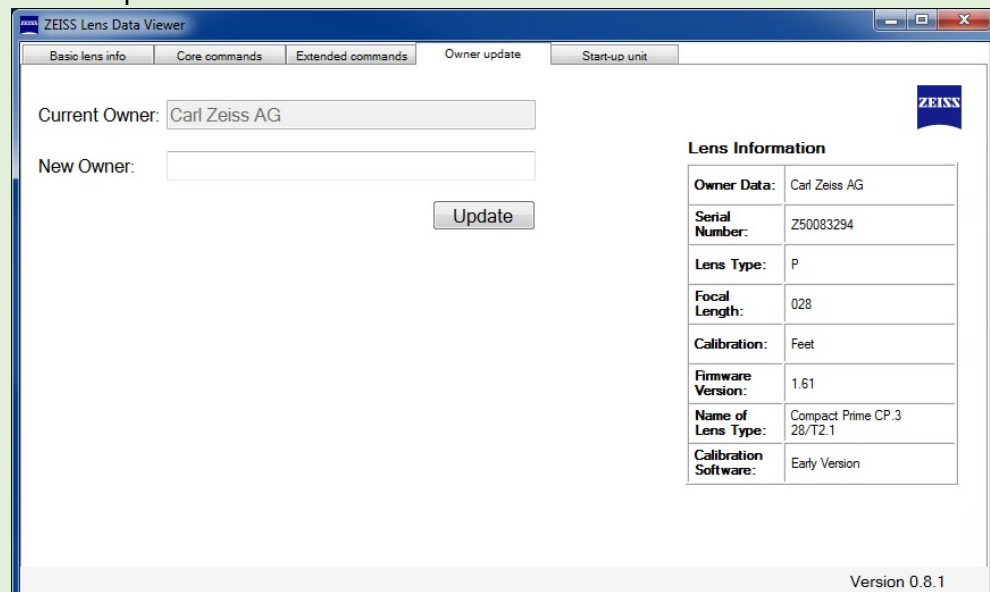 ZEISS Lens Data Viewer
Basic lens info Core commands Extended commands Owner update Start-up unit
ZEISS
Current Owner: Carl Zeiss AG
New Owner:
Update
Lens Information
Owner Data: Carl Zeiss AG
Serial
Number: Z50083294
Lens Type: P
Focal
Length: 028
Calibration: Feet
Firmware
Version: 1.61
Name of
Lens Type:
Compact Prime CP.3
28/T2.1
Calibration
Software: Early Version
Version 0.8.1